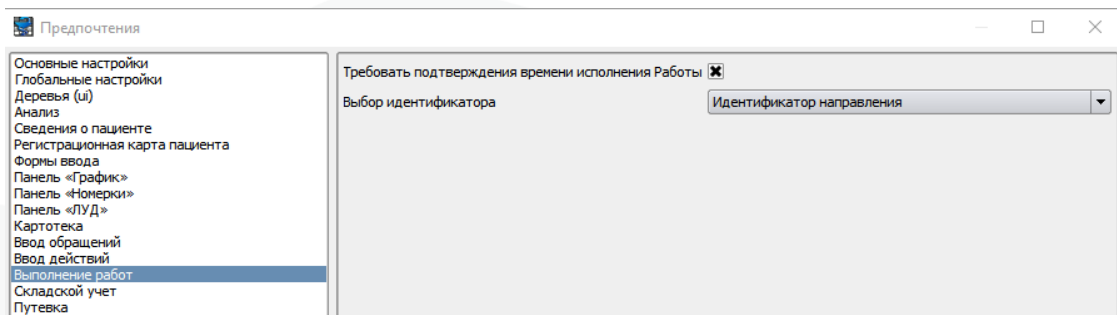 Предпочтения
Основные настройки
Глобальные настройки
Деревья (ui)
Анализ
Сведения о пациенте
Регистрационная карта пациента
Формы ввода
Панель «График»
Панель «Номерки»
Панель «ЛУД»
Картотека
Ввод обращений
Ввод действий
Выполнение работ
Складской учет
Путевка
Требовать подтверждения времени исполнения Работы
Выбор идентификатора
Идентификатор направления